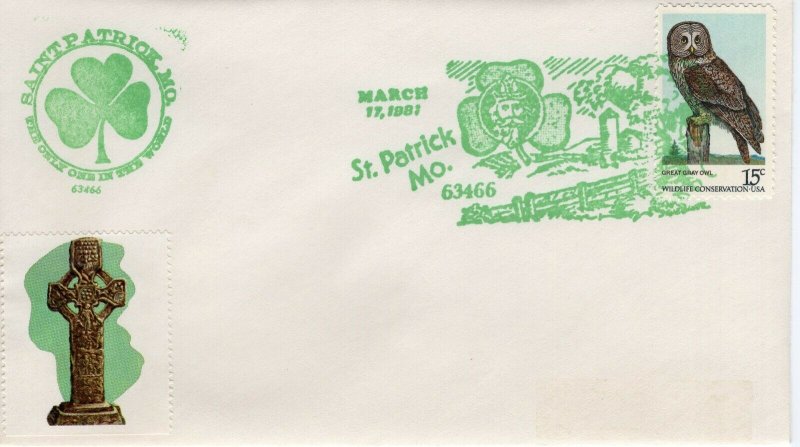 SAINT PATRICK, MO.
THE ONLY ONE IN THE WORLD
63466
MARCH
17, 1981
St. Patrick
Mo.
63466
GREAT GRAY OWL
15c
WILDLIFE CONSERVATION·USA